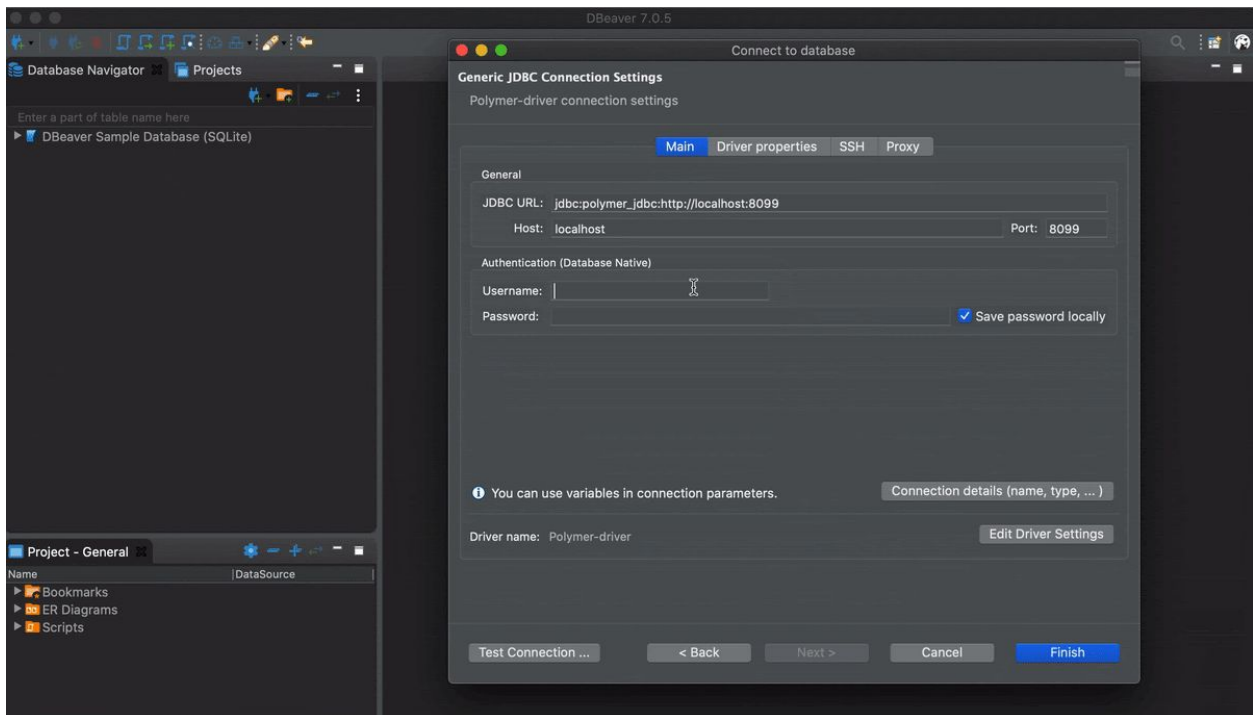 DBeaver 7.0.5
Database Navigator
Projects
Enter a part of table name here
DBeaver Sample Database (SQLite)
Project - General
Name
DataSource
Bookmarks
ER Diagrams
Scripts
Connect to database
Generic JDBC Connection Settings
Polymer-driver connection settings
Main
Driver properties
SSH
Proxy
General
JDBC URL: jdbc:polymer_jdbc:http://localhost:8099
Host: localhost Port: 8099
Authentication (Database Native)
Username:
Password: Save password locally
You can use variables in connection parameters. Connection details (name, type, ... )
Driver name: Polymer-driver Edit Driver Settings
Test Connection ... < Back Next > Cancel Finish